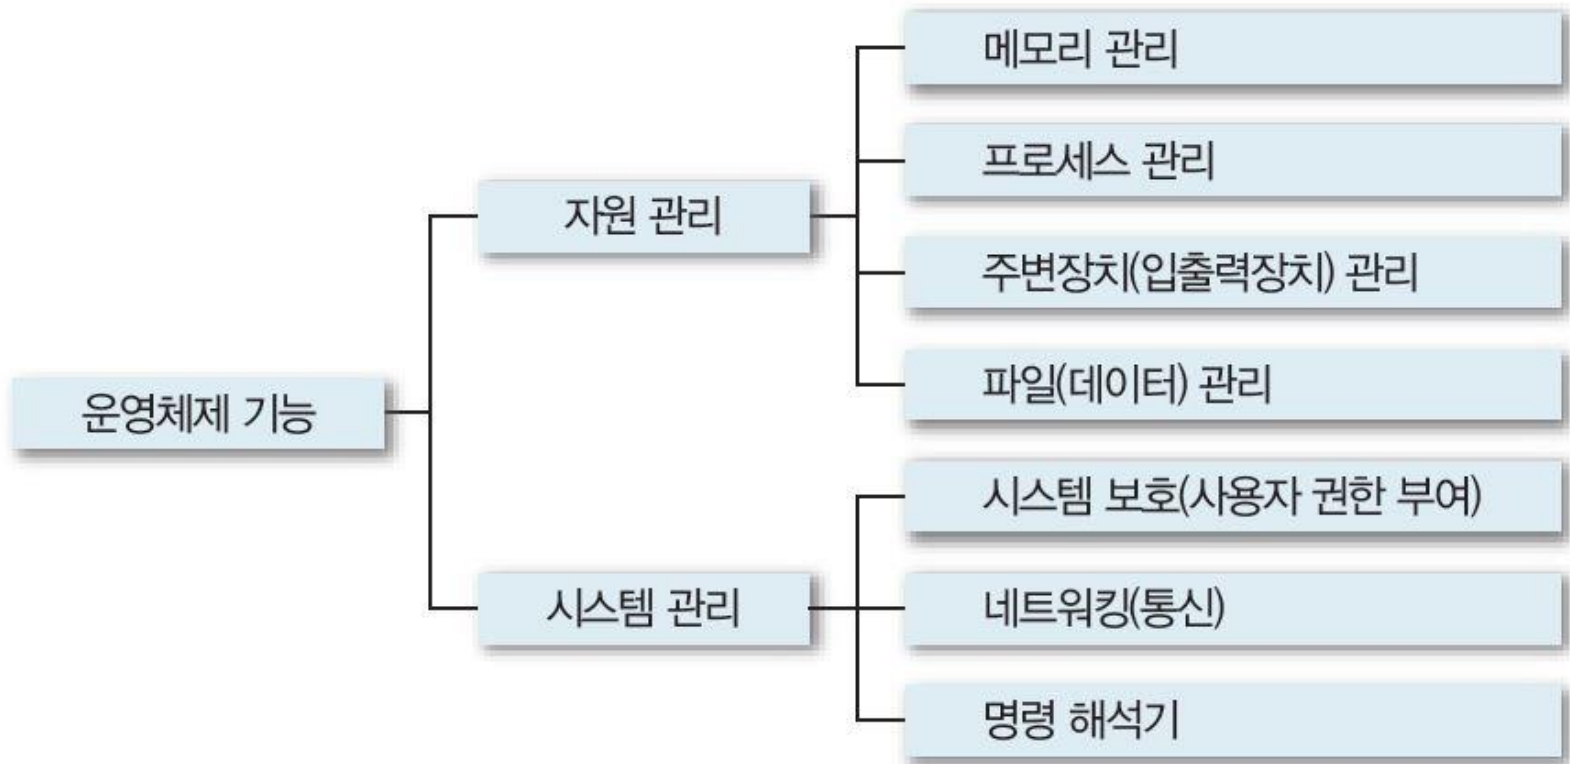 메모리 관리
프로세스 관리
자원 관리
주변장치(입출력장치) 관리
파일(데이터) 관리
운영체제 기능
시스템 보호(사용자 권한 부여)
시스템 관리
네트워킹(통신)
명령 해석기